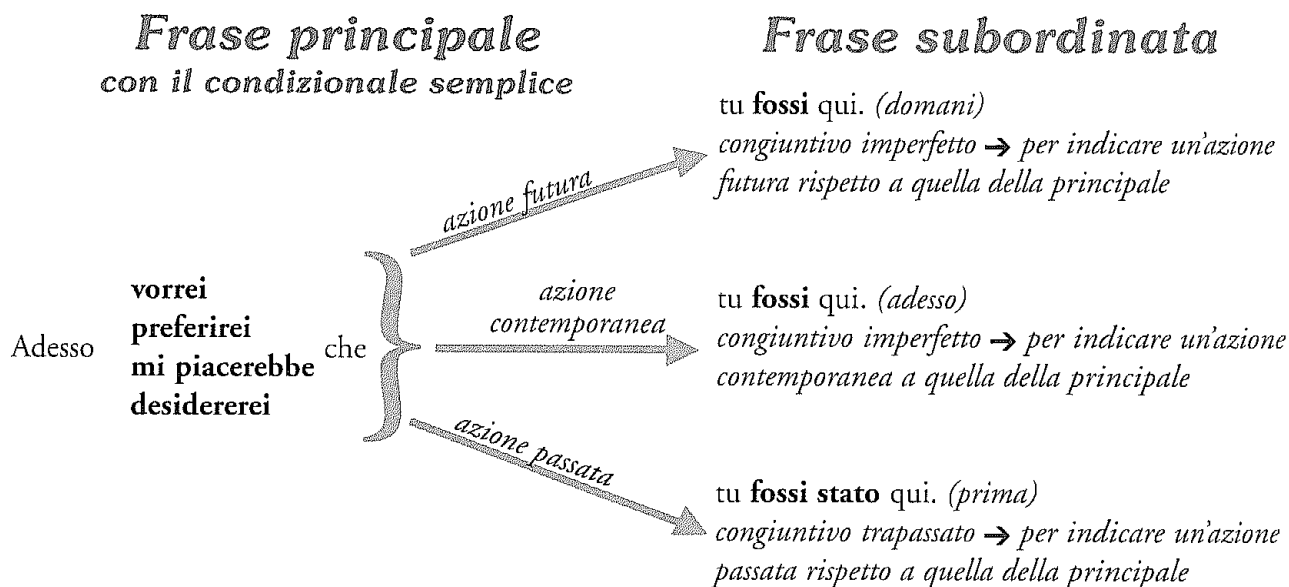 Frase principale
con il condizionale semplice
Frase subordinata
tu fossi qui. (domani)
congiuntivo imperfetto → per indicare un'azione
futura rispetto a quella della principale
azione futura
Adesso
vorrei
preferirei
mi piacerebbe
desidererei
che
azione
contemporanea
tu fossi qui. (adesso)
congiuntivo imperfetto → per indicare un'azione
contemporanea a quella della principale
azione passata
tu fossi stato qui. (prima)
congiuntivo trapassato → per indicare un'azione
passata rispetto a quella della principale